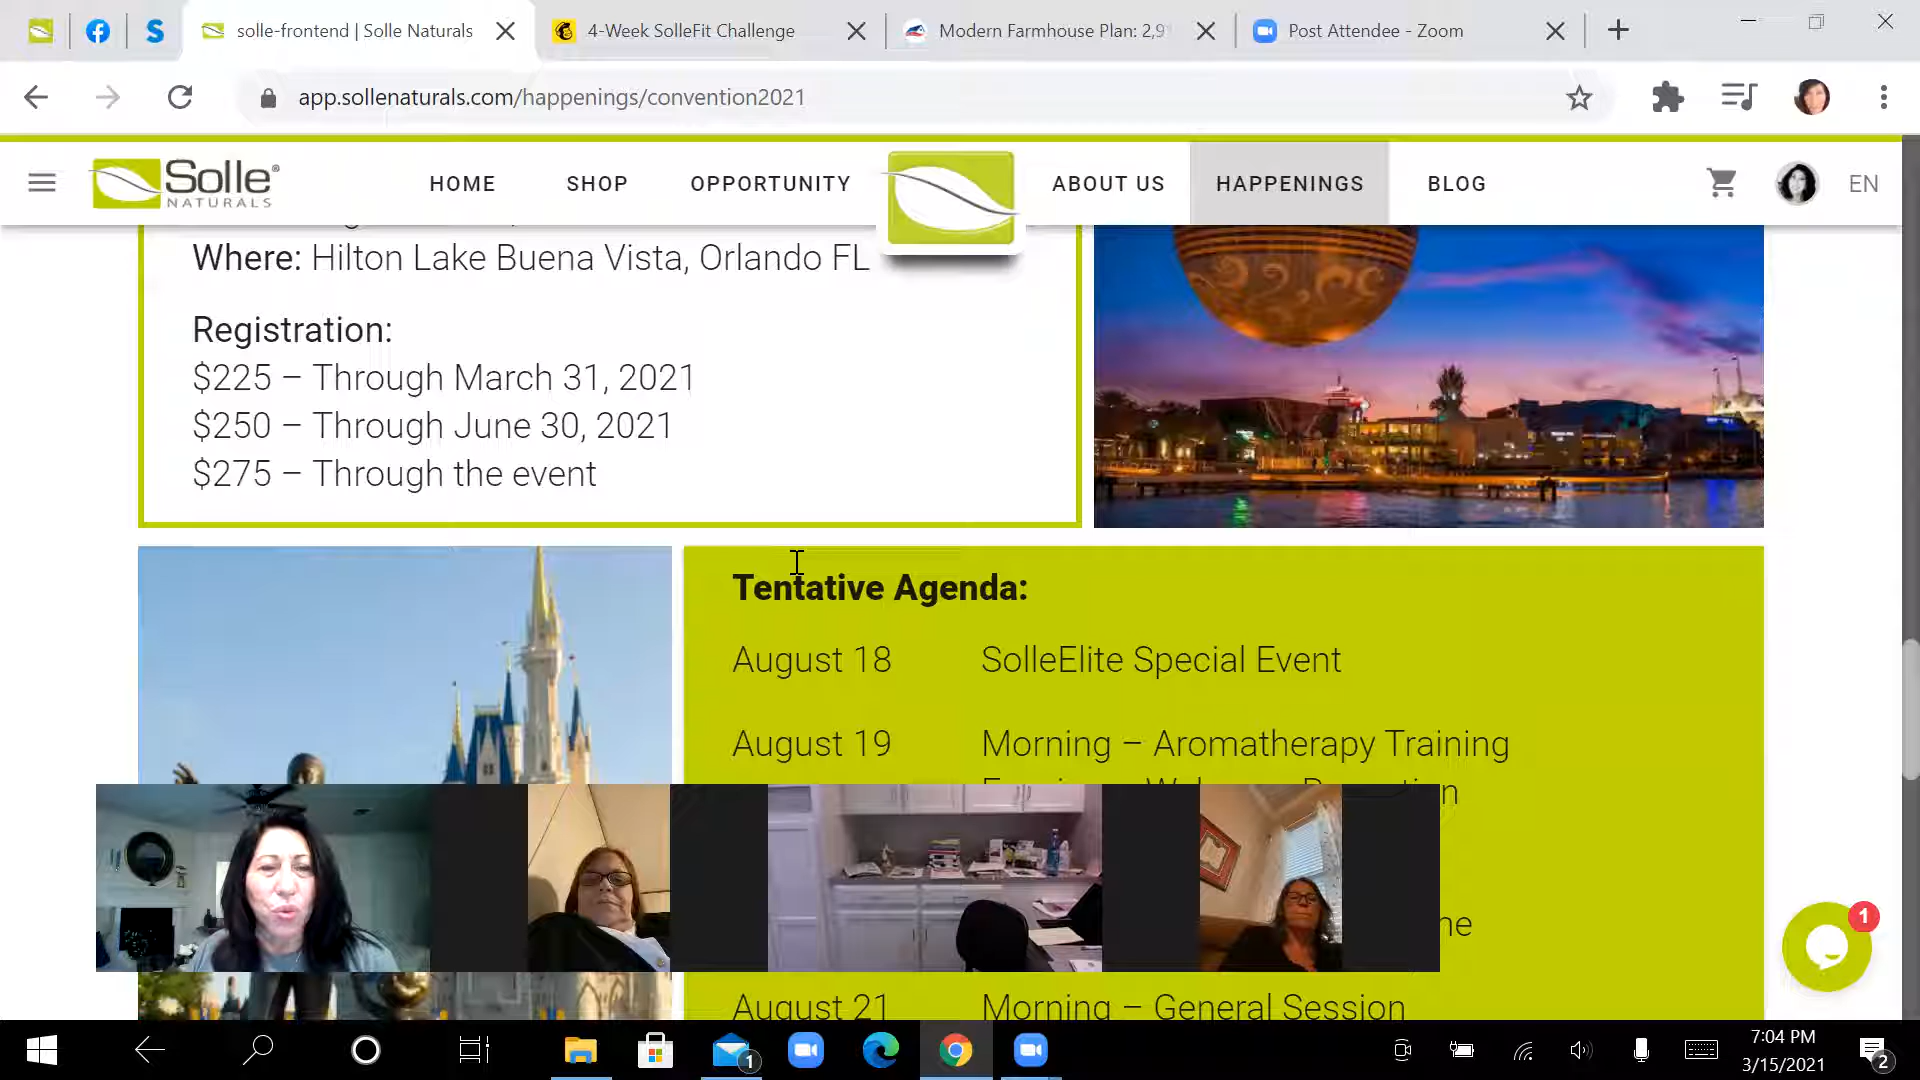 solle-frontend | Solle Naturals
4-Week SolleFit Challenge
Modern Farmhouse Plan: 2,9
Post Attendee - Zoom
app.sollenaturals.com/happenings/convention2021
Solle
NATURALS
HOME
SHOP
OPPORTUNITY
ABOUT US
HAPPENINGS
BLOG
EN
Where: Hilton Lake Buena Vista, Orlando FL
Registration:
$225 – Through March 31, 2021
$250 – Through June 30, 2021
$275 – Through the event
Tentative Agenda:
August 18 SolleElite Special Event
August 19 Morning – Aromatherapy Training
August 21 Morning – General Session
1
1
7:04 PM
3/15/2021
2